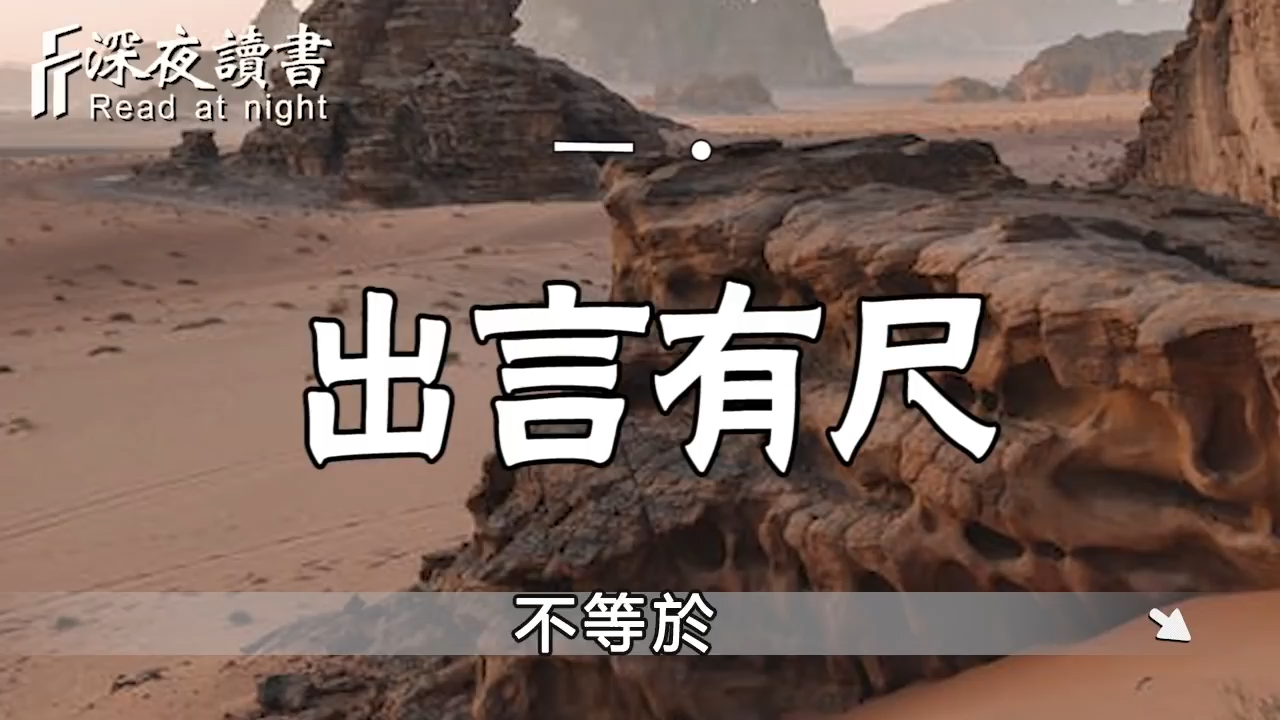 深夜讀書
Read at night
一 ·
出言有尺
不等於